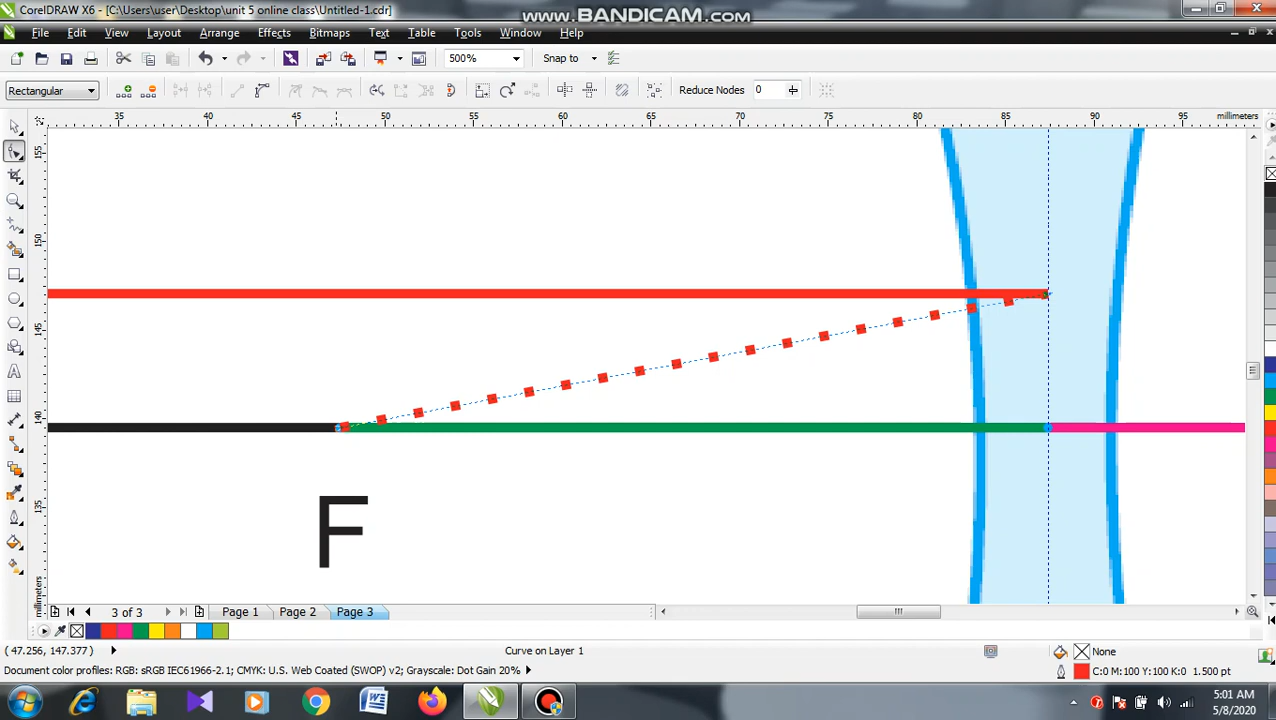 CorelDRAW X6 - [C:\Users\user\Desktop\unit 5 online class\Untitled-1.cdr]
www.BANDICAM.com
File Edit View Layout Arrange Effects Bitmaps Text Table Tools Window Help
500% Snap to
Rectangular Reduce Nodes 0
35 40 45 50 55 60 65 70 75 80 85 90 95 millimeters
155
150
145
140
135
millimeters
F
3 of 3 Page 1 Page 2 Page 3
(47.256, 147.377) Curve on Layer 1 None
Document color profiles: RGB: sRGB IEC61966-2.1; CMYK: U.S. Web Coated (SWOP) v2; Grayscale: Dot Gain 20% C:0 M:100 Y:100 K:0 1.500 pt
5:01 AM
5/8/2020